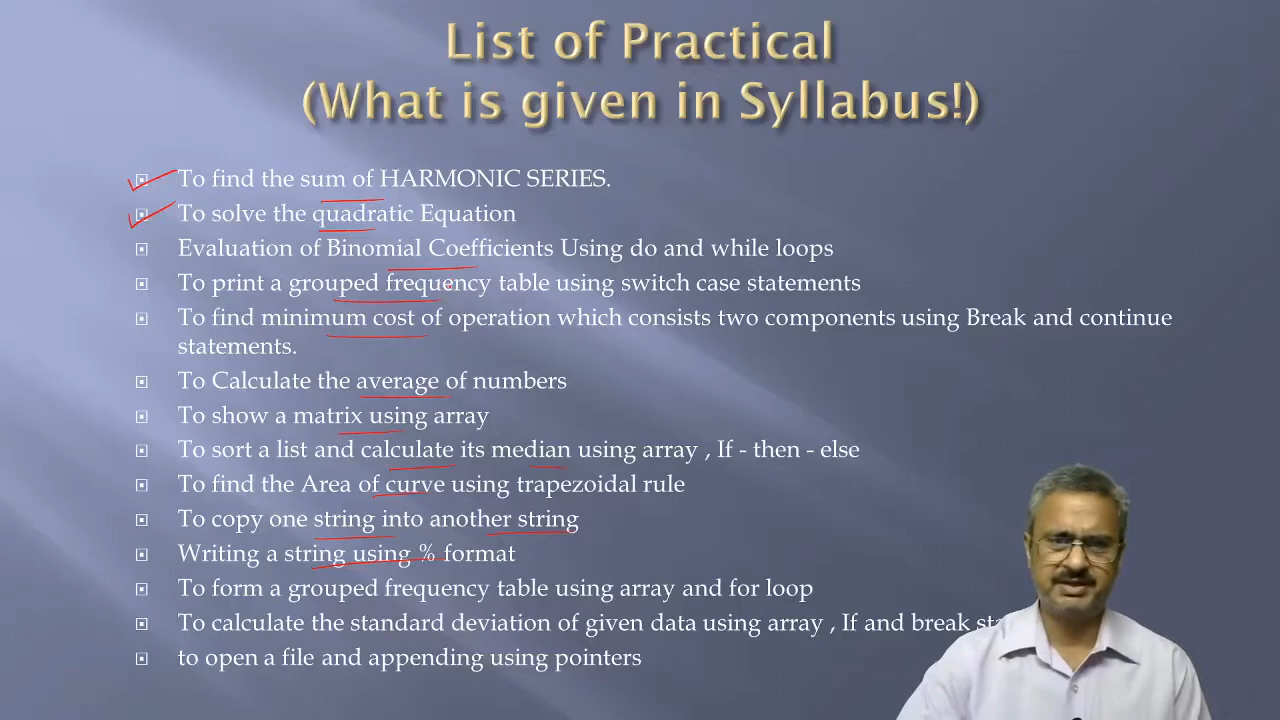 List of Practical
(What is given in Syllabus!)
To find the sum of HARMONIC SERIES.
To solve the quadratic Equation
Evaluation of Binomial Coefficients Using do and while loops
To print a grouped frequency table using switch case statements
To find minimum cost of operation which consists two components using Break and continue
statements.
To Calculate the average of numbers
To show a matrix using array
To sort a list and calculate its median using array , If - then - else
To find the Area of curve using trapezoidal rule
To copy one string into another string
Writing a string using % format
To form a grouped frequency table using array and for loop
To calculate the standard deviation of given data using array , If and break
to open a file and appending using pointers